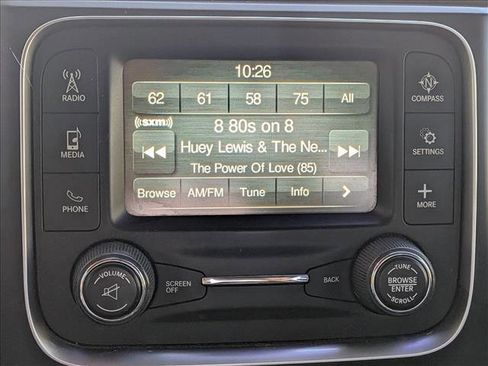 10:26
62 61 58 75 All
((sxm))
8 80s on 8
Huey Lewis & The Ne...
The Power Of Love (85)
Browse AM/FM Tune Info >
RADIO
MEDIA
PHONE
COMPASS
SETTINGS
MORE
VOLUME
SCREEN
OFF
BACK
TUNE
BROWSE
ENTER
SCROLL